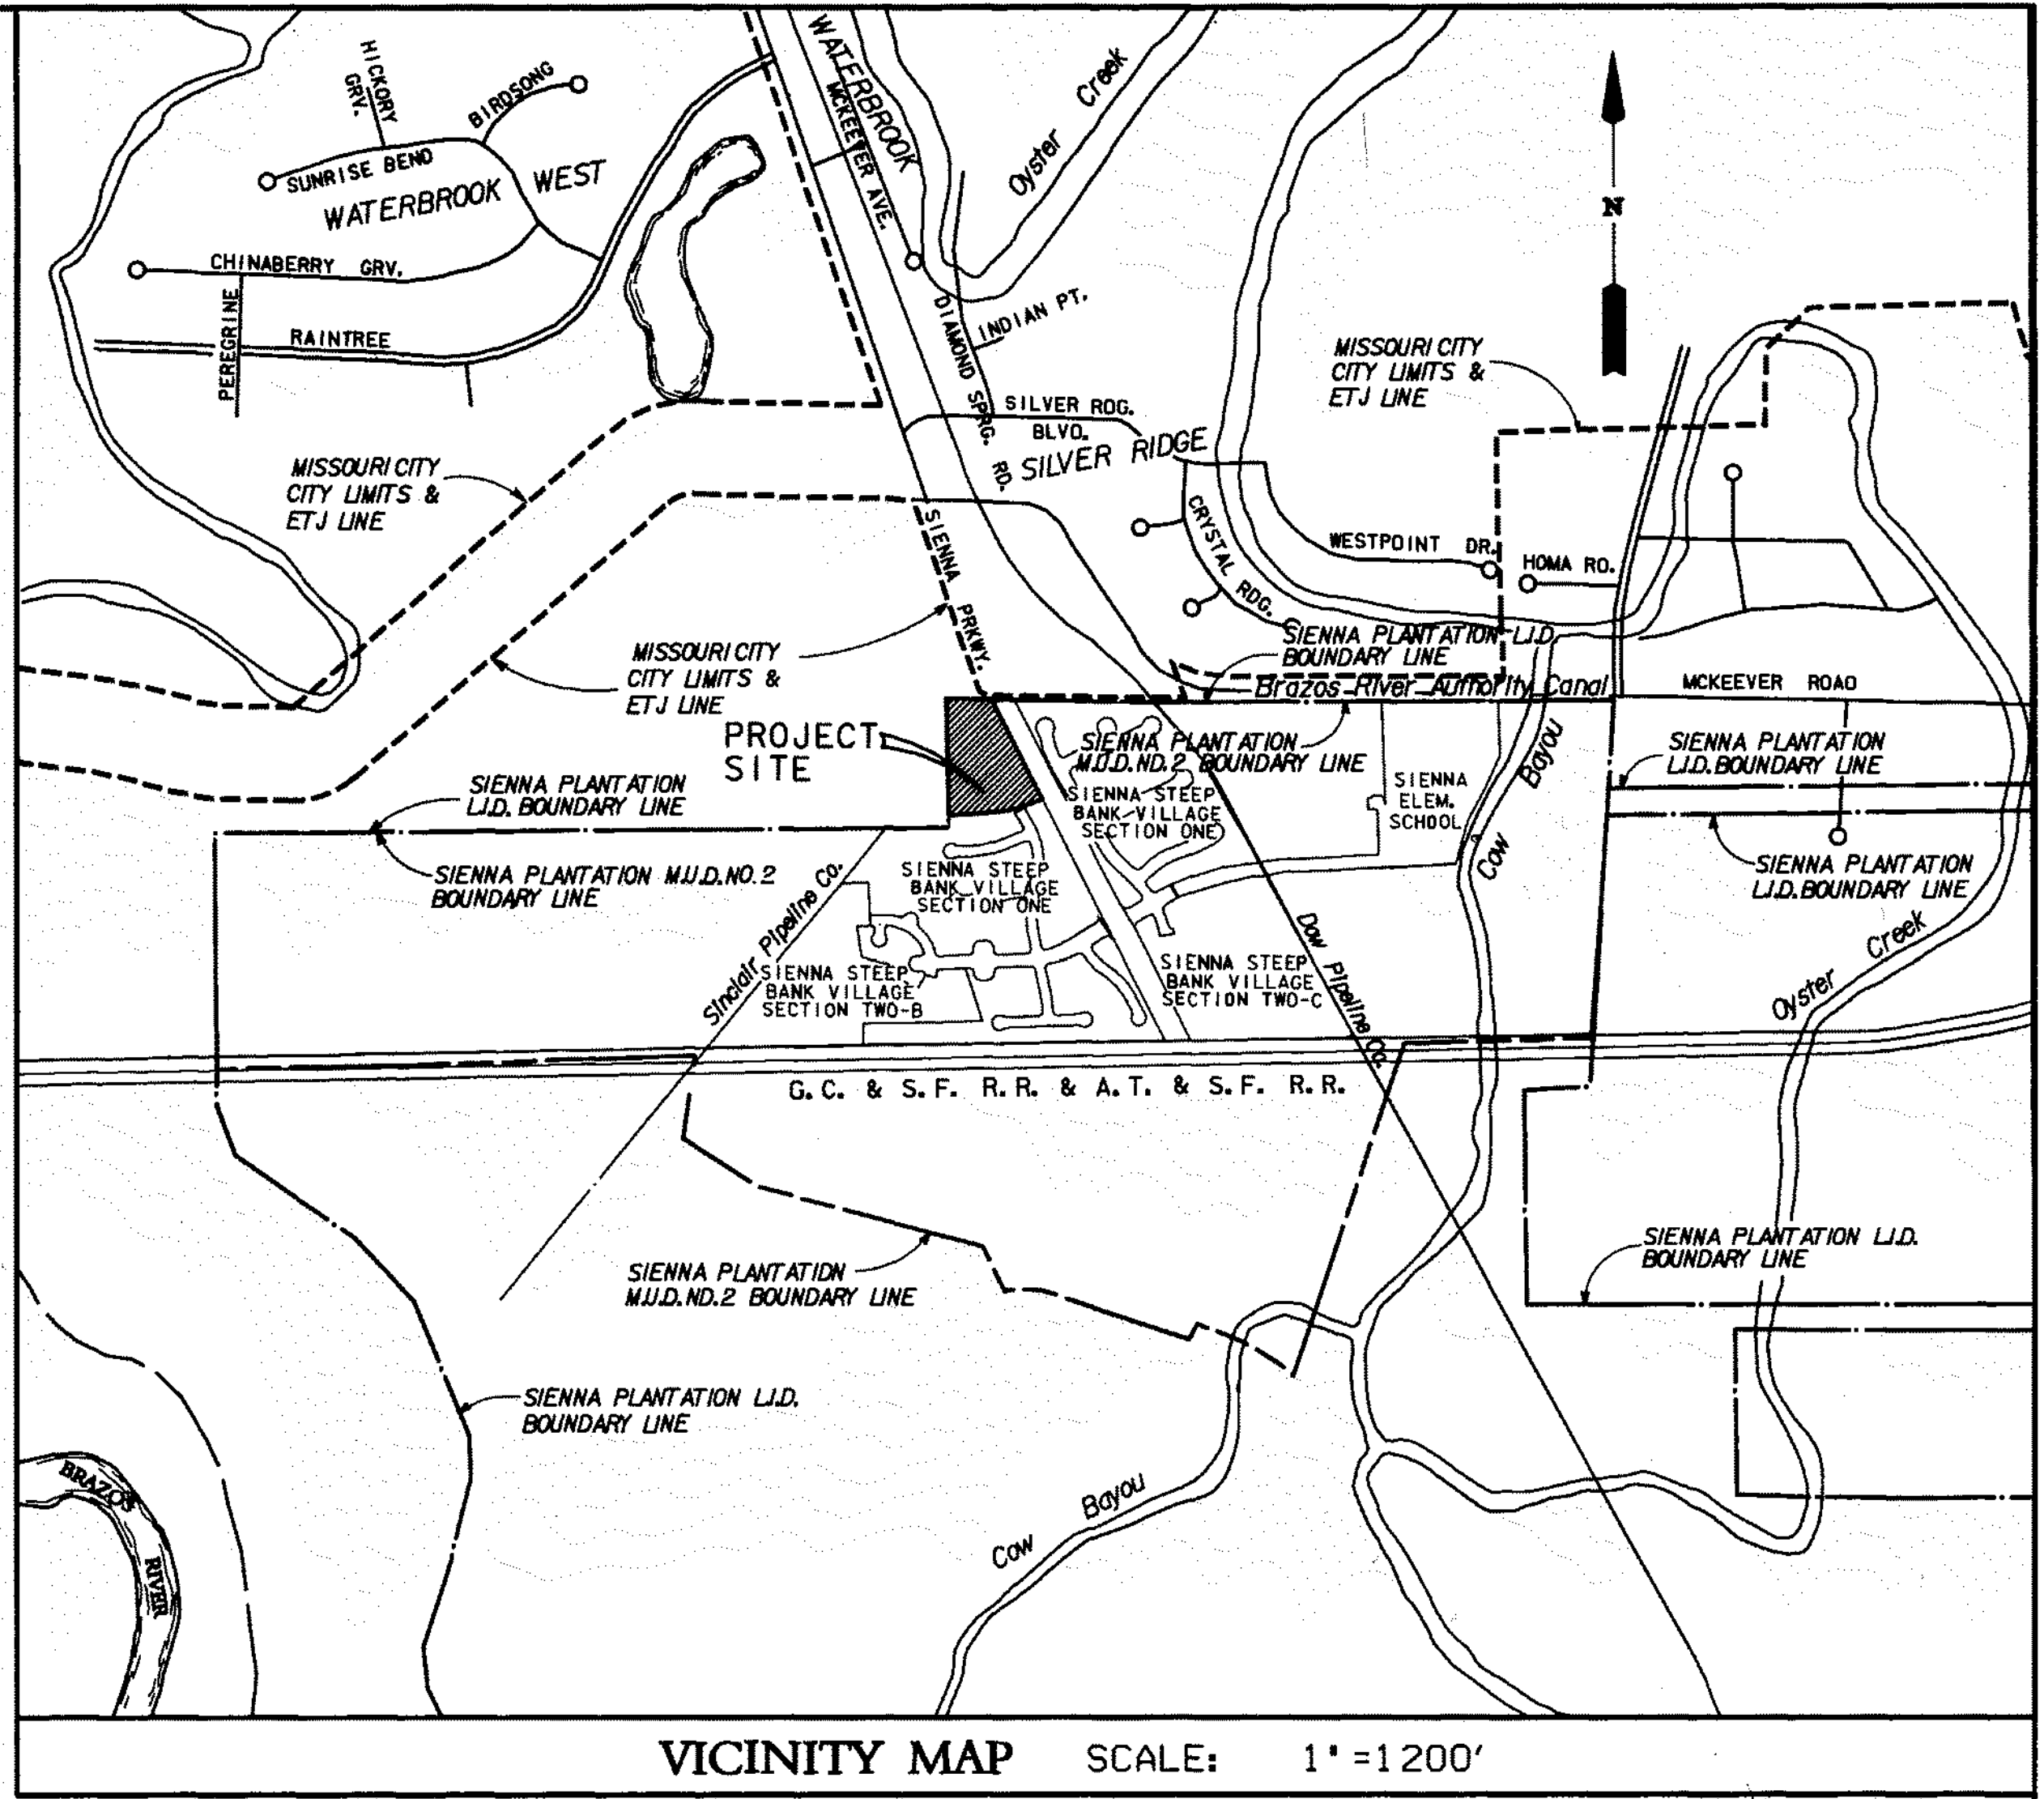 HICKORY
GRV.
BIRDSONG
SUNRISE BEND
WATERBROOK WEST
CHINABERRY GRV.
PEREGRINE
RAINTREE
WATERBROOK
MCKEEVER AVE.
Oyster Creek
DIAMOND SPRG. RD.
INDIAN PT.
SILVER RDG.
BLVD.
SILVER RIDGE
N
MISSOURI CITY
CITY LIMITS &
ETJ LINE
MISSOURI CITY
CITY LIMITS &
ETJ LINE
SIENNA PRKWY.
CRYSTAL RDG.
WESTPOINT DR.
HOMA RD.
MISSOURI CITY
CITY LIMITS &
ETJ LINE
SIENNA PLANTATION L.I.D.
BOUNDARY LINE
Brazos River Authority Canal
MCKEEVER ROAD
PROJECT
SITE
SIENNA PLANTATION
M.U.D. NO. 2 BOUNDARY LINE
SIENNA PLANTATION
L.I.D. BOUNDARY LINE
SIENNA PLANTATION
L.I.D. BOUNDARY LINE
SIENNA STEEP
BANK VILLAGE
SECTION ONE
SIENNA
ELEM.
SCHOOL
Cow Bayou
SIENNA PLANTATION M.U.D. NO. 2
BOUNDARY LINE
SIENNA STEEP
BANK VILLAGE
SECTION ONE
SIENNA PLANTATION
L.I.D. BOUNDARY LINE
Sinclair Pipeline Co.
Dow Pipeline Co.
Oyster Creek
SIENNA STEEP
BANK VILLAGE
SECTION TWO-B
SIENNA STEEP
BANK VILLAGE
SECTION TWO-C
G.C. & S.F. R.R. & A.T. & S.F. R.R.
SIENNA PLANTATION
M.U.D. NO. 2 BOUNDARY LINE
SIENNA PLANTATION L.I.D.
BOUNDARY LINE
SIENNA PLANTATION L.I.D.
BOUNDARY LINE
BRAZOS RIVER
Cow Bayou
VICINITY MAP SCALE: 1"=1200'